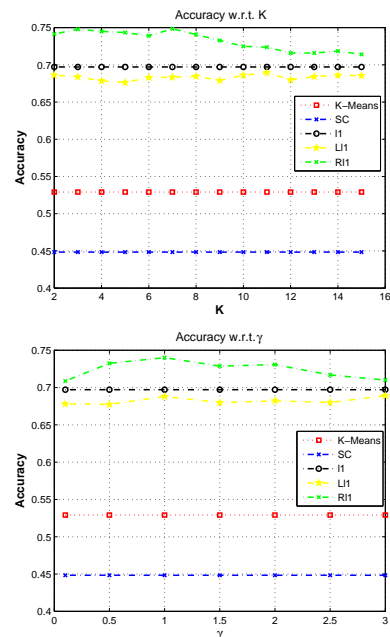 Accuracy w.r.t. K
0.75
0.7
0.65
0.6
0.55
0.5
0.45
0.4
Accuracy
2 4 6 8 10 12 14 16
K
K−Means
SC
l1
Ll1
Rl1
Accuracy w.r.t.γ
0.75
0.7
0.65
0.6
0.55
0.5
0.45
0.4
Accuracy
0 0.5 1 1.5 2 2.5 3
γ
K−Means
SC
l1
Ll1
Rl1